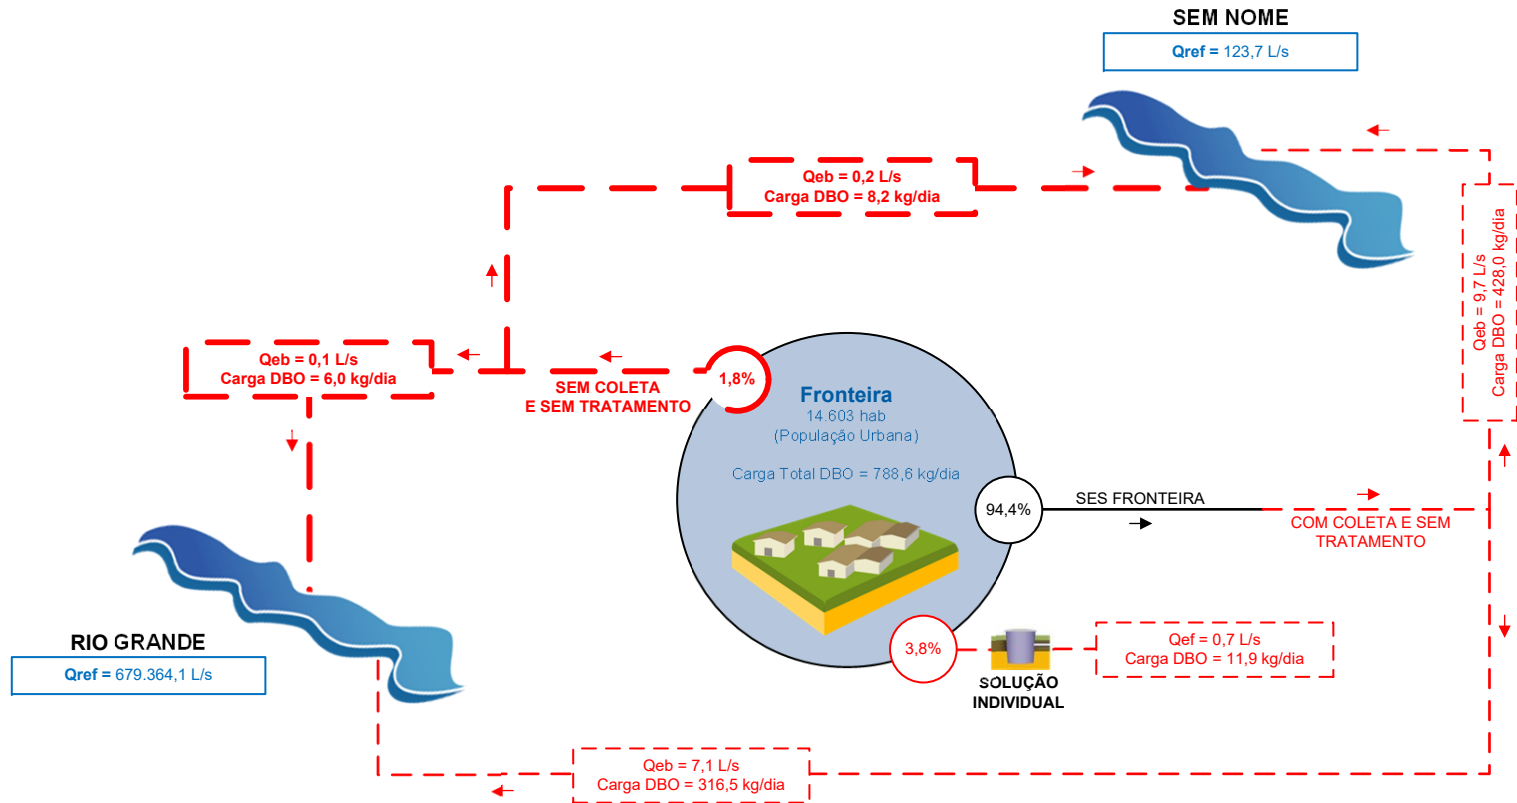 SEM NOME
Qref = 123,7 L/s
Qeb = 0,2 L/s
Carga DBO = 8,2 kg/dia
Qeb = 9,7 L/s
Carga DBO = 428,0 kg/dia
Qeb = 0,1 L/s
Carga DBO = 6,0 kg/dia
SEM COLETA
E SEM TRATAMENTO
1,8%
Fronteira
14.603 hab
(População Urbana)
Carga Total DBO = 788,6 kg/dia
94,4%
SES FRONTEIRA
COM COLETA E SEM
TRATAMENTO
RIO GRANDE
Qref = 679.364,1 L/s
3,8%
SOLUÇÃO
INDIVIDUAL
Qef = 0,7 L/s
Carga DBO = 11,9 kg/dia
Qeb = 7,1 L/s
Carga DBO = 316,5 kg/dia